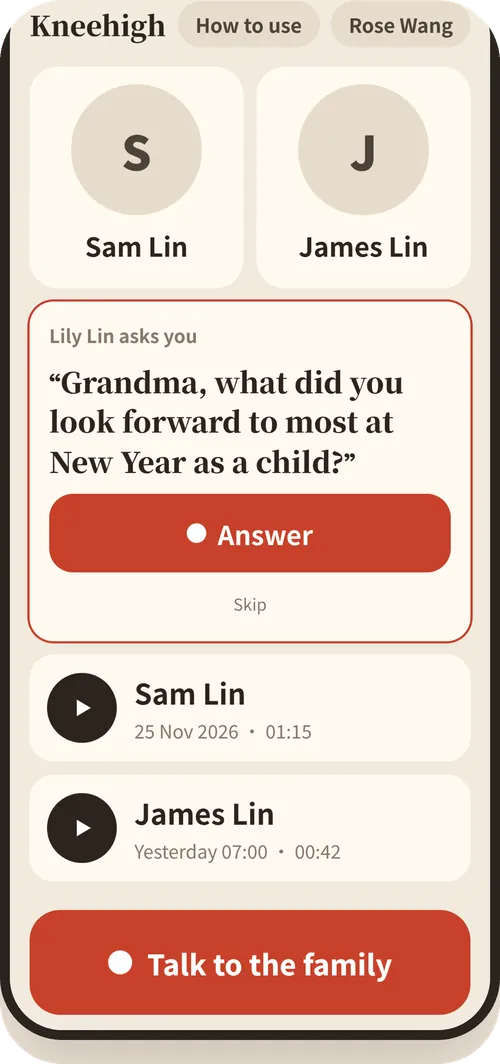 Kneehigh
How to use
Rose Wang
S
J
Sam Lin
James Lin
Lily Lin asks you
“Grandma, what did you
look forward to most at
New Year as a child?”
Answer
Skip
Sam Lin
25 Nov 2026 • 01:15
James Lin
Yesterday 07:00 • 00:42
Talk to the family